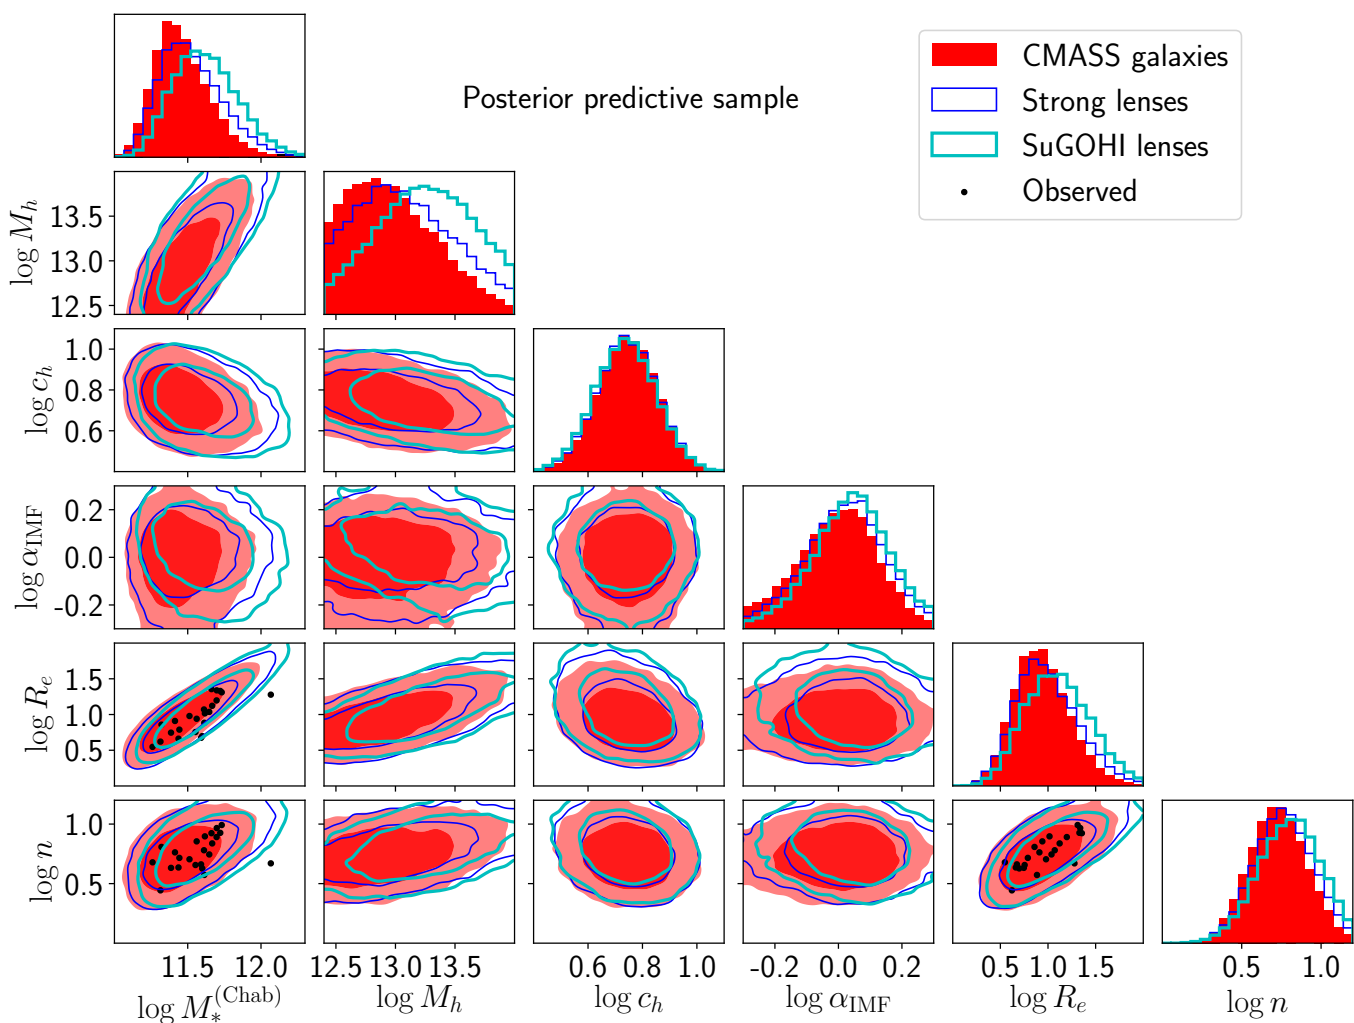 Posterior predictive sample
CMASS galaxies
Strong lenses
SuGOHI lenses
Observed
log M_h
13.5
13.0
12.5
log c_h
1.0
0.8
0.6
log α_IMF
0.2
0.0
-0.2
log R_e
1.5
1.0
0.5
log n
1.0
0.5
11.5 12.0
12.5 13.0 13.5
0.6 0.8 1.0
-0.2 0.0 0.2
0.5 1.0 1.5
0.5 1.0
log M_*^(Chab)
log M_h
log c_h
log α_IMF
log R_e
log n